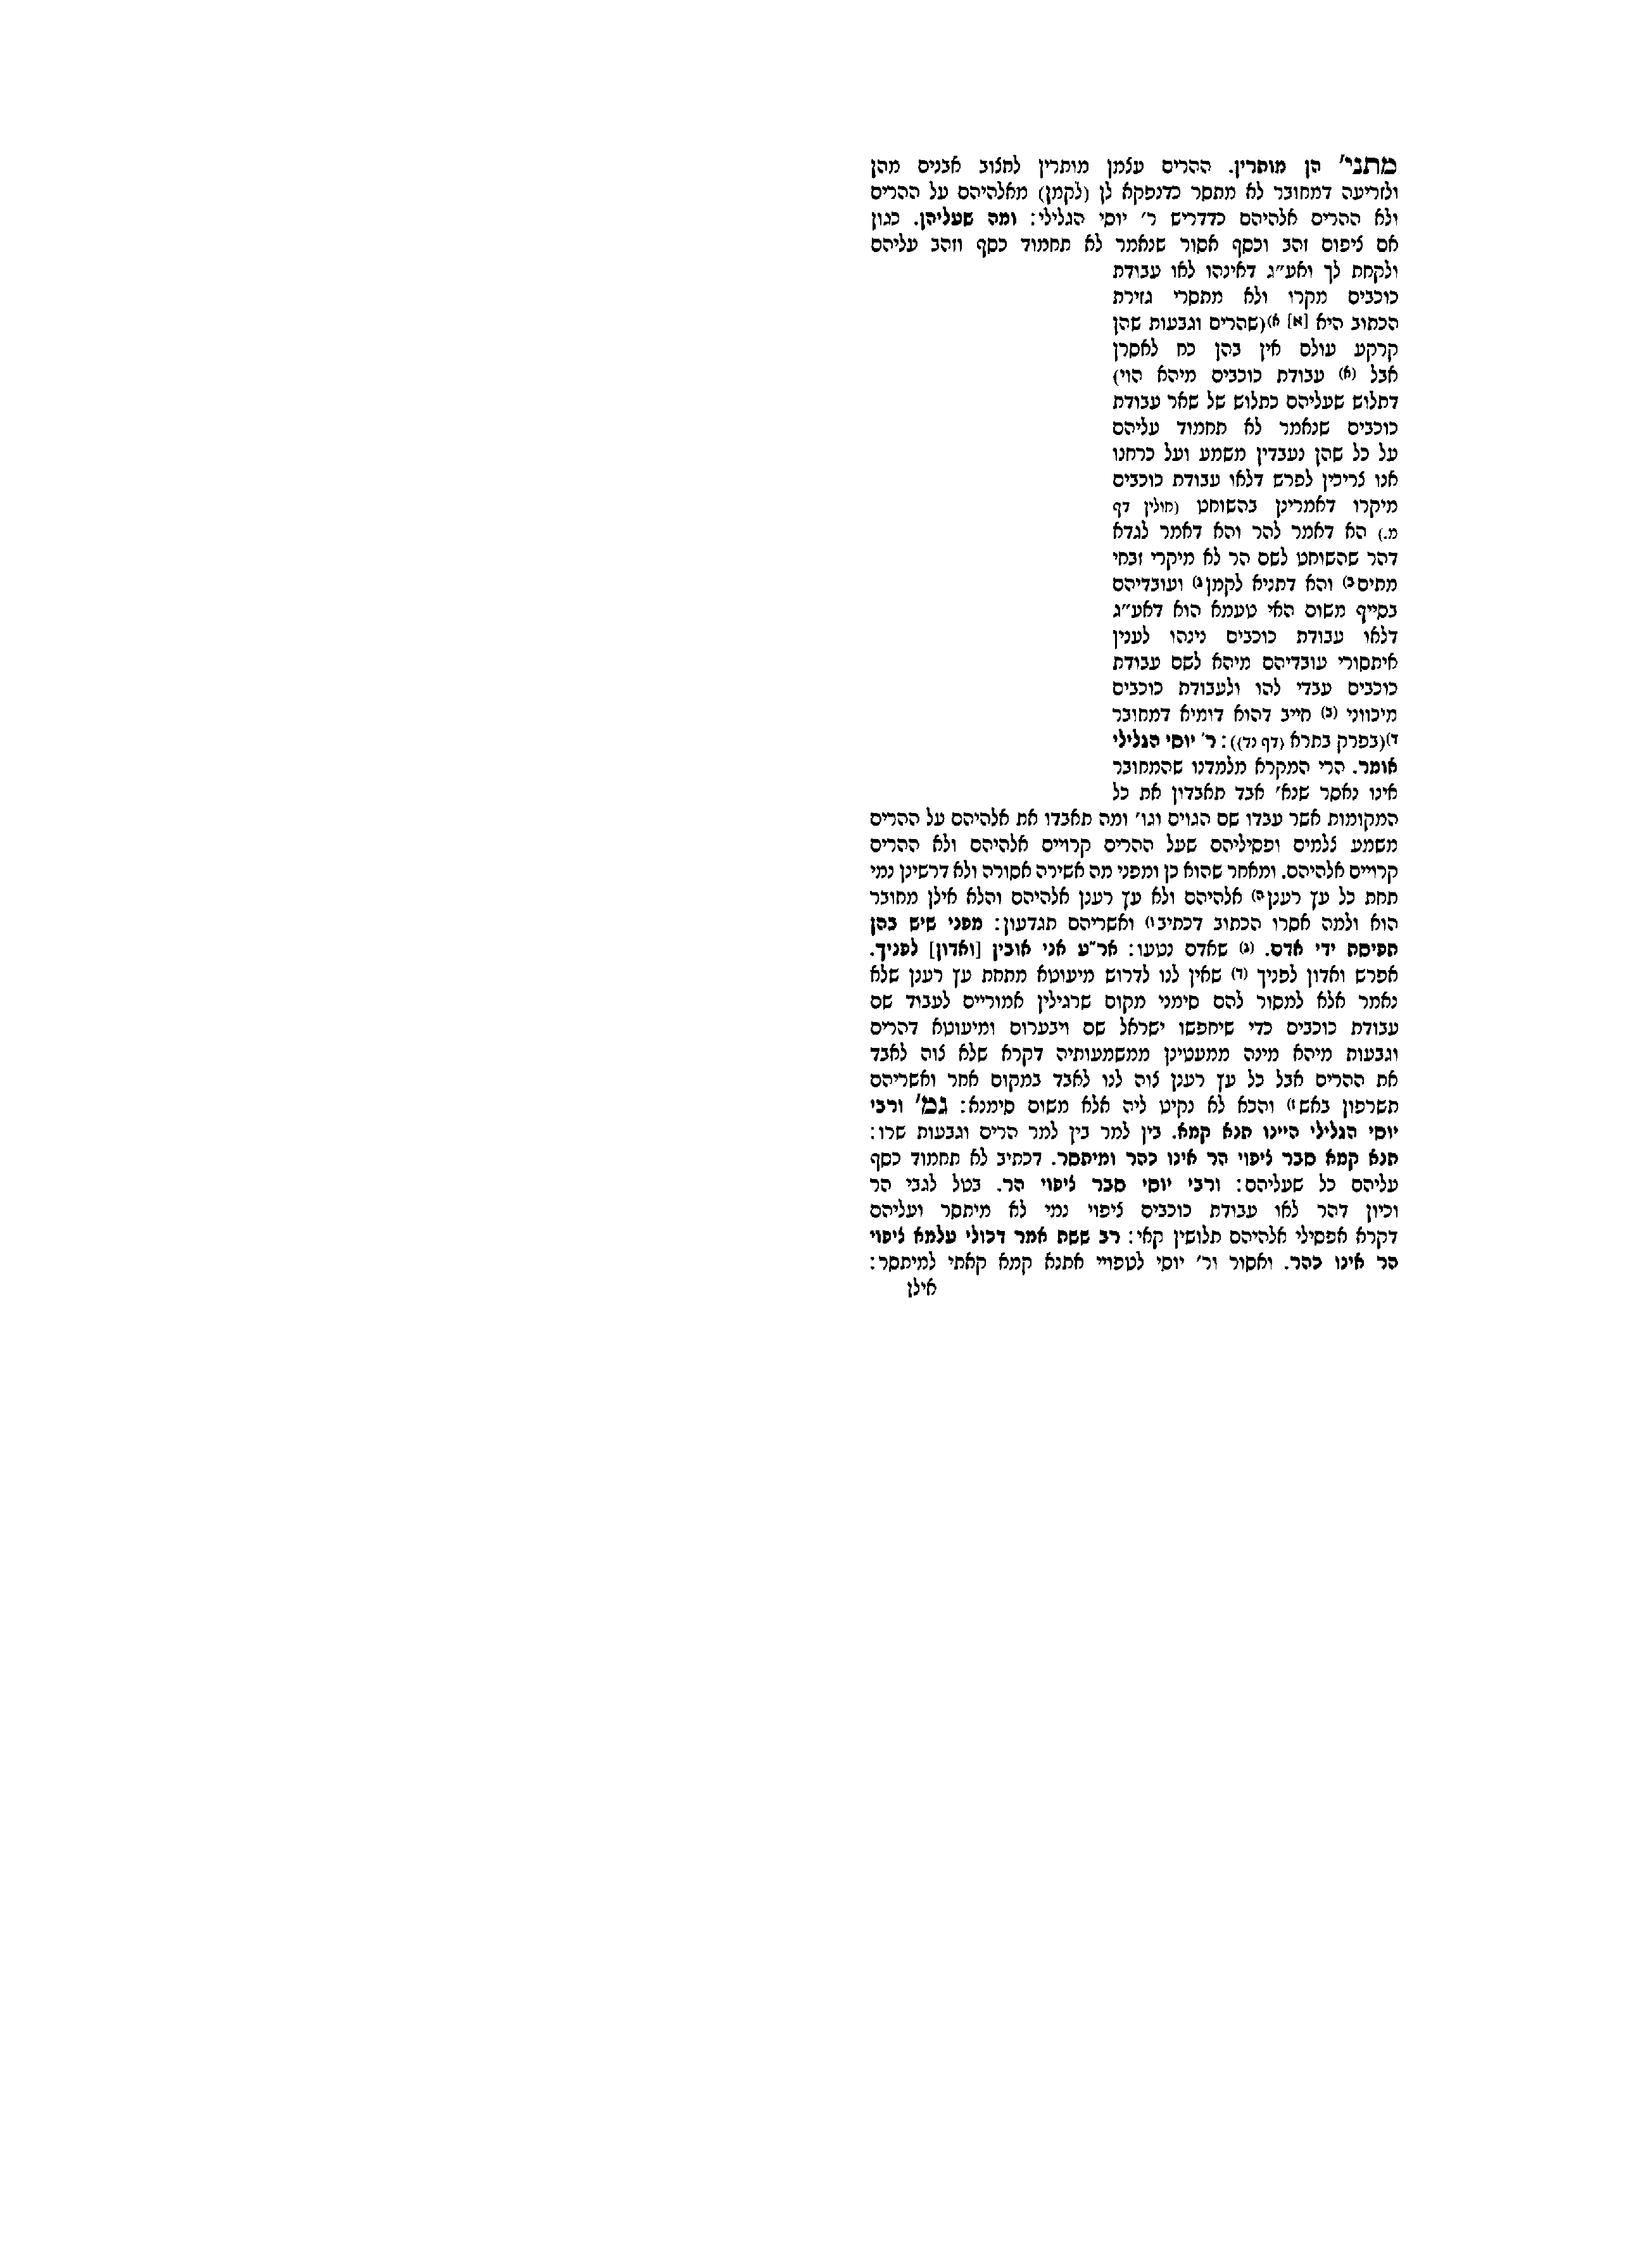 מתני' הן מותרין. ההרים עצמן מותרין לחצוב אבנים מהן
ולזריעה דמחובר לא מתסר כדנפקא לן (לקמן) מאלהיהם על ההרים
ולא ההרים אלהיהם כדדריש ר' יוסי הגלילי: ומה שעליהן. כגון
אם ציפום זהב וכסף אסור שנאמר לא תחמוד כסף וזהב עליהם
ולקחת לך ואע"ג דאינהו לאו עבודת
כוכבים מקרו ולא מתסרי גזירת
הכתוב היא [א] א)(שהרים וגבעות שהן
קרקע עולם אין בהן כח לאסרן
אבל (א) עבודת כוכבים מיהא הוי)
דתלוש שעליהם כתלוש של שאר עבודת
כוכבים שנאמר לא תחמוד עליהם
על כל שהן נעבדין משמע ועל כרחנו
אנו צריכין לפרש דלאו עבודת כוכבים
מיקרו דאמרינן בהשוחט (חולין דף
מ.) הא דאמר להר והא דאמר לגדא
דהר שהשוחט לשם הר לא מיקרי זבחי
מתים ב) והא דתניא לקמן ג) ועובדיהם
בסייף משום האי טעמא הוא דאע"ג
דלאו עבודת כוכבים נינהו לענין
איתסורי עובדיהם מיהא לשם עבודת
כוכבים עבדי להו ולעבודת כוכבים
מיכווני (ב) חייב דהוא דומיא דמחובר
ד)(בפרק בתרא (דף נד)): ר' יוסי הגלילי
אומר. הרי המקרא מלמדנו שהמחובר
אינו נאסר שנא' אבד תאבדון את כל
המקומות אשר עבדו שם הגוים וגו' ומה תאבדו את אלהיהם על ההרים
משמע צלמים ופסיליהם שעל ההרים קרויים אלהיהם ולא ההרים
קרויים אלהיהם. ומאחר שהוא כן ומפני מה אשירה אסורה ולא דרשינן נמי
תחת כל עץ רענן ה) אלהיהם ולא עץ רענן אלהיהם והלא אילן מחובר
הוא ולמה אסרו הכתוב דכתיב ו) ואשריהם תגדעון: מפני שיש בהן
תפיסת ידי אדם. (ג) שאדם נטעו: אר"ע אני אובין [ואדון] לפניך.
אפרש ואדון לפניך (ד) שאין לנו לדרוש מיעוטא מתחת עץ רענן שלא
נאמר אלא למסור להם סימני מקום שרגילין אמוריים לעבוד שם
עבודת כוכבים כדי שיחפשו ישראל שם ויבערום ומיעוטא דהרים
וגבעות מיהא מינה ממעטינן ממשמעותיה דקרא שלא צוה לאבד
את ההרים אבל כל עץ רענן צוה לנו לאבד במקום אחר ואשריהם
תשרפון באש ז) והכא לא נקיט ליה אלא משום סימנא: גמ' ורבי
יוסי הגלילי היינו תנא קמא. בין למר בין למר הרים וגבעות שרו:
תנא קמא סבר ציפוי הר אינו כהר ומיתסר. דכתיב לא תחמוד כסף
עליהם כל שעליהם: ורבי יוסי סבר ציפוי הר. בטל לגבי הר
וכיון דהר לאו עבודת כוכבים ציפוי נמי לא מיתסר ועליהם
דקרא אפסילי אלהיהם תלושין קאי: רב ששת אמר דכולי עלמא ציפוי
הר אינו כהר. ואסור ור' יוסי לטפויי אתנא קמא קאתי למיתסר:
אילן